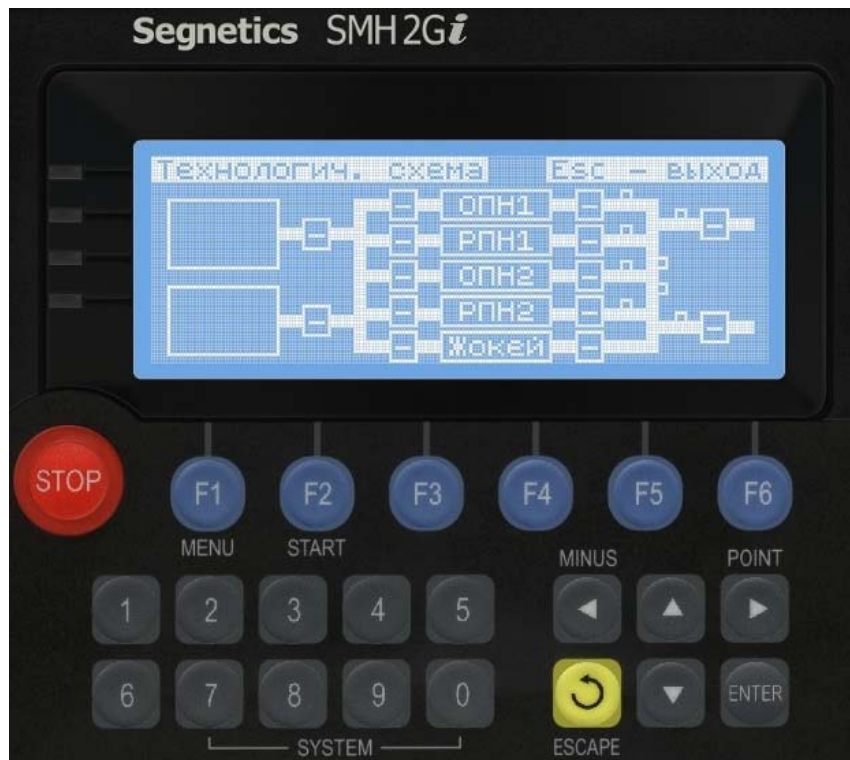 Segnetics SMH 2Gi
Технологич. схема Esc – выход
ОПН1
РПН1
ОПН2
РПН2
Жокей
STOP
F1 F2 F3 F4 F5 F6
MENU START
MINUS POINT
1 2 3 4 5
6 7 8 9 0 ENTER
SYSTEM ESCAPE